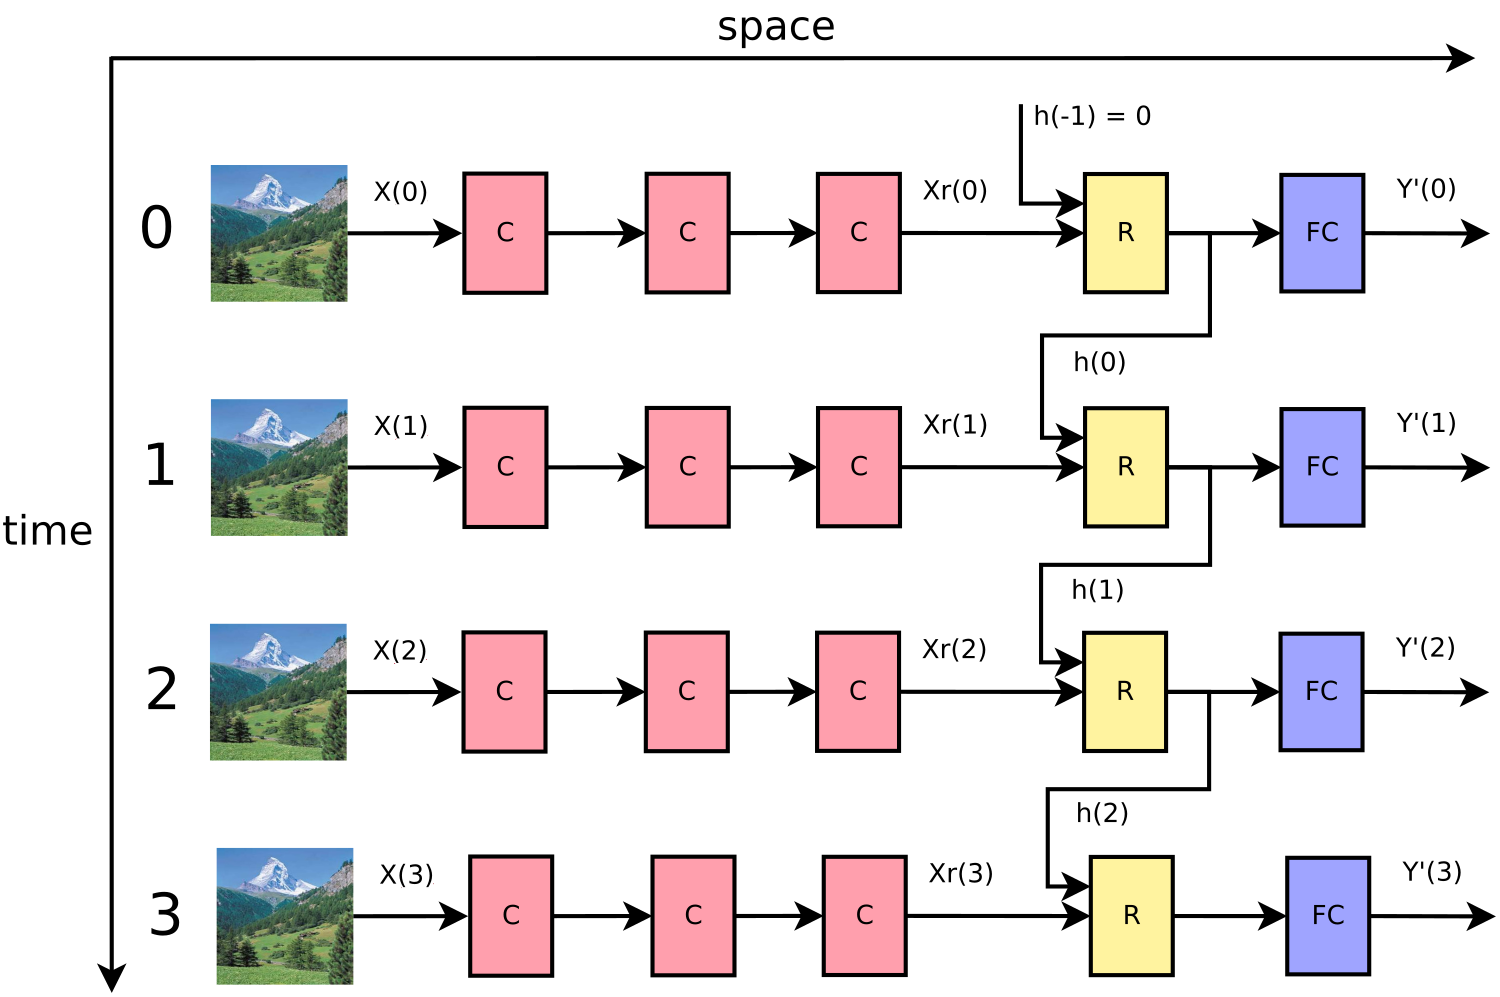 space
time
h(-1) = 0
0
X(0)
C
C
C
Xr(0)
R
FC
Y'(0)
h(0)
1
X(1)
C
C
C
Xr(1)
R
FC
Y'(1)
h(1)
2
X(2)
C
C
C
Xr(2)
R
FC
Y'(2)
h(2)
3
X(3)
C
C
C
Xr(3)
R
FC
Y'(3)